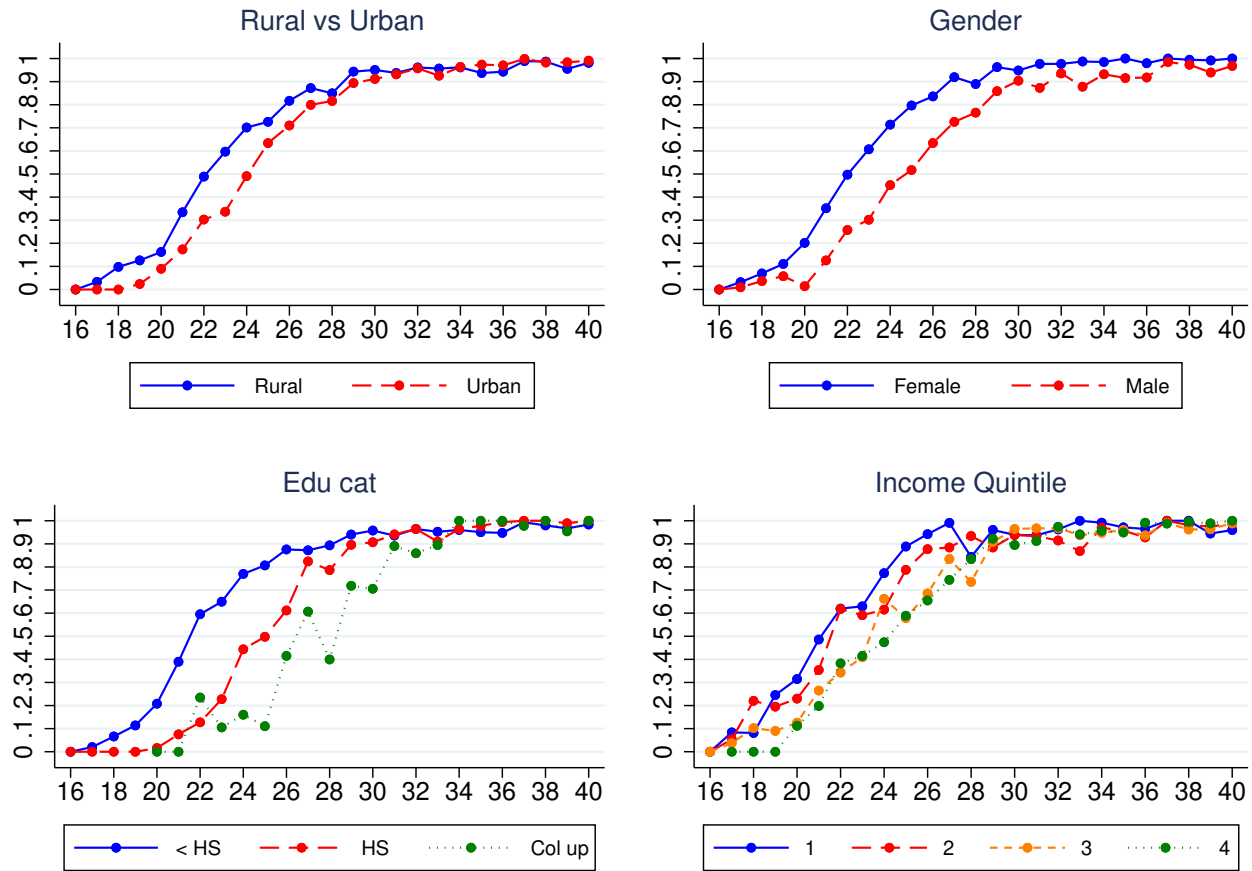 Rural vs Urban
0 .1 .2 .3 .4 .5 .6 .7 .8 .9 1
16 18 20 22 24 26 28 30 32 34 36 38 40
Rural Urban
Gender
0 .1 .2 .3 .4 .5 .6 .7 .8 .9 1
16 18 20 22 24 26 28 30 32 34 36 38 40
Female Male
Edu cat
0 .1 .2 .3 .4 .5 .6 .7 .8 .9 1
16 18 20 22 24 26 28 30 32 34 36 38 40
< HS HS Col up
Income Quintile
0 .1 .2 .3 .4 .5 .6 .7 .8 .9 1
16 18 20 22 24 26 28 30 32 34 36 38 40
1 2 3 4